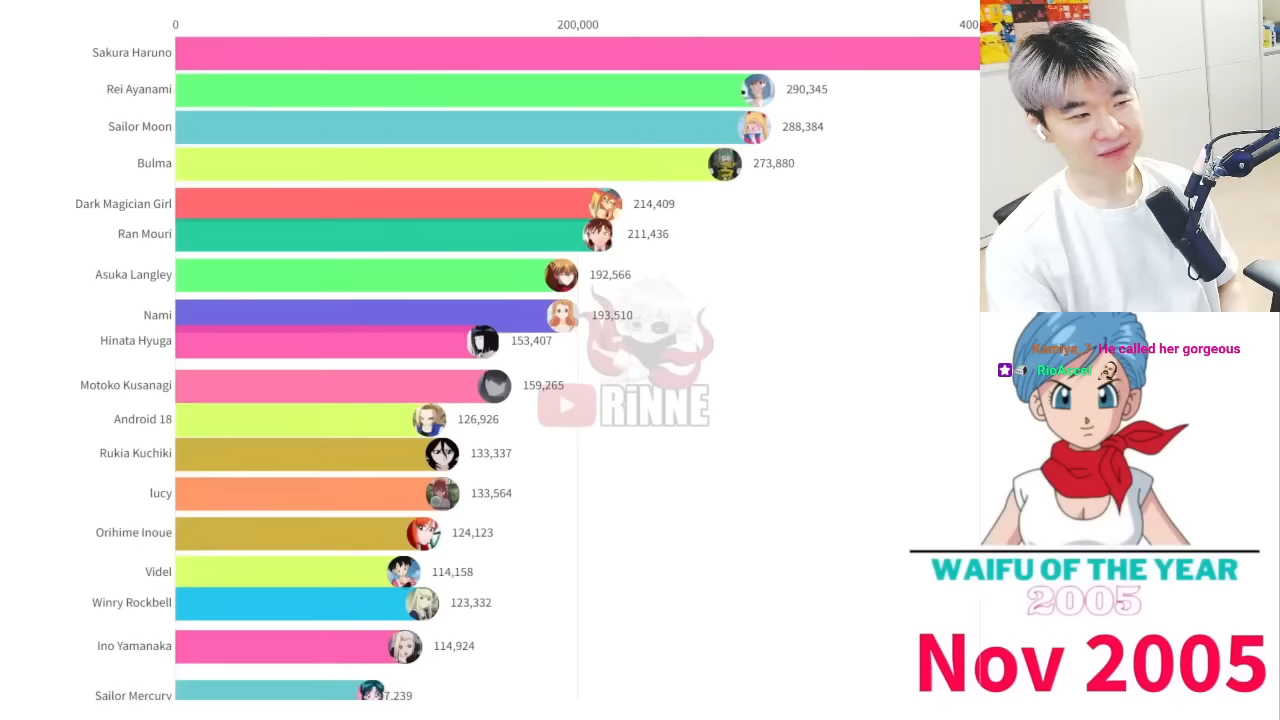 0
200,000
400
Sakura Haruno
Rei Ayanami
290,345
Sailor Moon
288,384
Bulma
273,880
Dark Magician Girl
214,409
Ran Mouri
211,436
Asuka Langley
192,566
Nami
193,510
Hinata Hyuga
153,407
Motoko Kusanagi
159,265
Android 18
126,926
Rukia Kuchiki
133,337
lucy
133,564
Orihime Inoue
124,123
Videl
114,158
Winry Rockbell
123,332
Ino Yamanaka
114,924
Sailor Mercury
7,239
RiNNE
Kamiya_7: He called her gorgeous
RioAccel
WAIFU OF THE YEAR
2005
Nov 2005